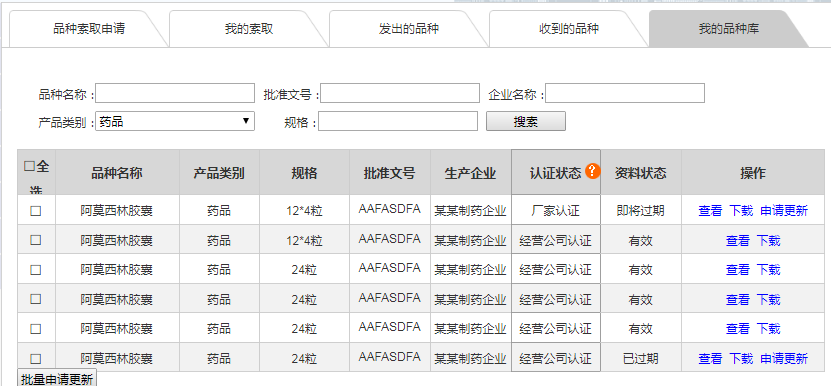 品种索取申请 我的索取 发出的品种 收到的品种 我的品种库
品种名称： 批准文号： 企业名称：
产品类别： 药品 规格： 搜索
全选 品种名称 产品类别 规格 批准文号 生产企业 认证状态 ? 资料状态 操作
阿莫西林胶囊 药品 12*4粒 AAFASDFA 某某制药企业 厂家认证 即将过期 查看 下载 申请更新
阿莫西林胶囊 药品 12*4粒 AAFASDFA 某某制药企业 经营公司认证 有效 查看 下载
阿莫西林胶囊 药品 24粒 AAFASDFA 某某制药企业 经营公司认证 有效 查看 下载
阿莫西林胶囊 药品 24粒 AAFASDFA 某某制药企业 经营公司认证 有效 查看 下载
阿莫西林胶囊 药品 24粒 AAFASDFA 某某制药企业 经营公司认证 有效 查看 下载
阿莫西林胶囊 药品 24粒 AAFASDFA 某某制药企业 经营公司认证 已过期 查看 下载 申请更新
批量申请更新